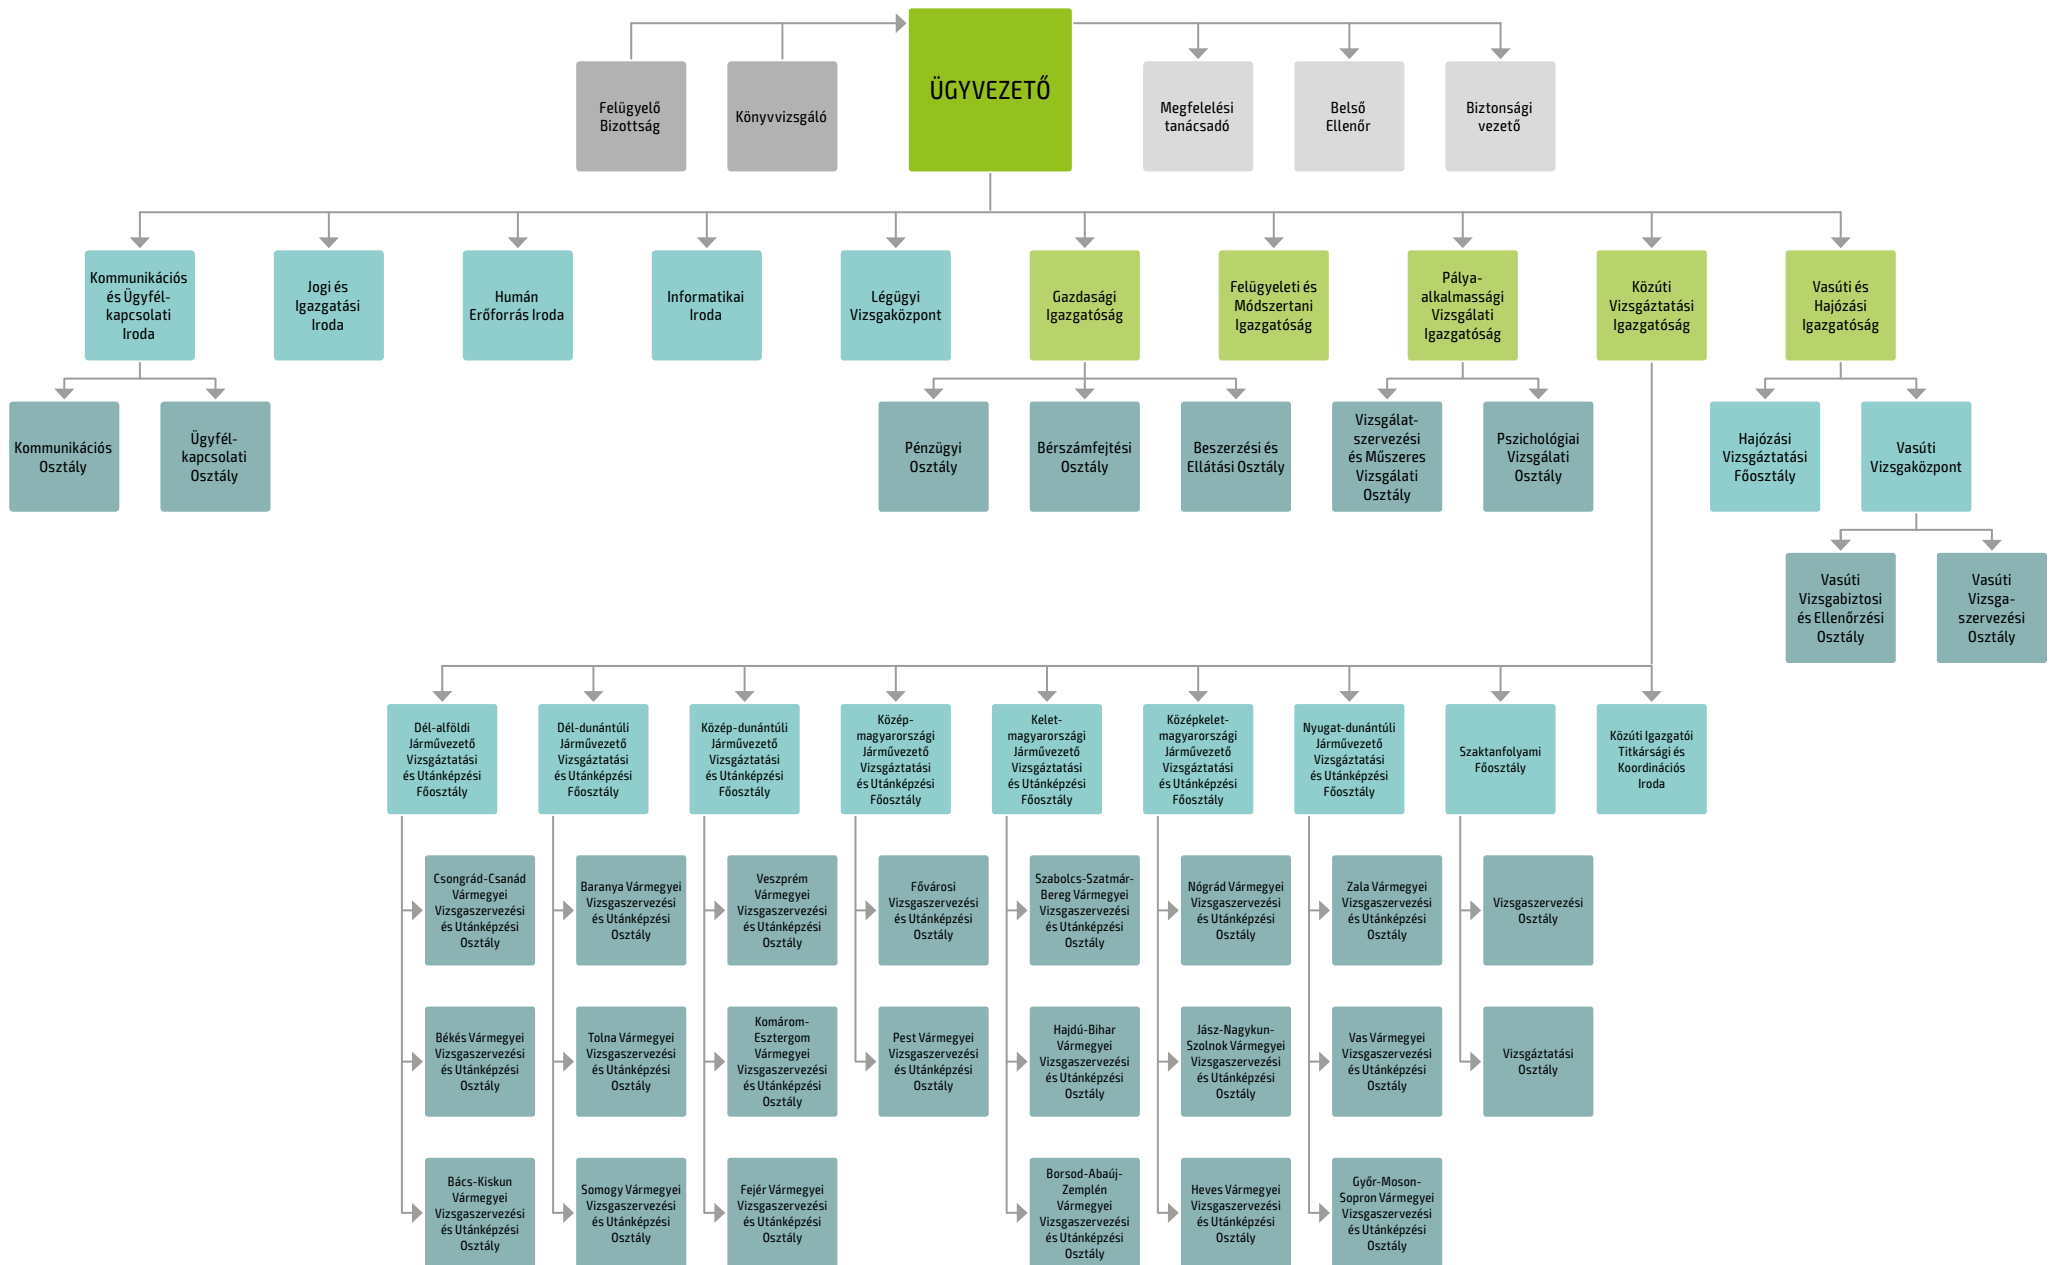 ÜGYVEZETŐ
Felügyelő
Bizottság
Könyvvizsgáló
Megfelelési
tanácsadó
Belső
Ellenőr
Biztonsági
vezető
Kommunikációs
és Ügyfél-
kapcsolati
Iroda
Jogi és
Igazgatási
Iroda
Humán
Erőforrás Iroda
Informatikai
Iroda
Légügyi
Vizsgaközpont
Gazdasági
Igazgatóság
Felügyeleti és
Módszertani
Igazgatóság
Pálya-
alkalmassági
Vizsgálati
Igazgatóság
Közúti
Vizsgáztatási
Igazgatóság
Vasúti és
Hajózási
Igazgatóság
Kommunikációs
Osztály
Ügyfél-
kapcsolati
Osztály
Pénzügyi
Osztály
Bérszámfejtési
Osztály
Beszerzési és
Ellátási Osztály
Vizsgálat-
szervezési
és Műszeres
Vizsgálati
Osztály
Pszichológiai
Vizsgálati
Osztály
Hajózási
Vizsgáztatási
Főosztály
Vasúti
Vizsgaközpont
Vasúti
Vizsgabiztosi
és Ellenőrzési
Osztály
Vasúti
Vizsga-
szervezési
Osztály
Dél-alföldi
Járművezető
Vizsgáztatási
és Utánképzési
Főosztály
Dél-dunántúli
Járművezető
Vizsgáztatási
és Utánképzési
Főosztály
Közép-dunántúli
Járművezető
Vizsgáztatási
és Utánképzési
Főosztály
Közép-
magyarországi
Járművezető
Vizsgáztatási
és Utánképzési
Főosztály
Kelet-
magyarországi
Járművezető
Vizsgáztatási
és Utánképzési
Főosztály
Középkelet-
magyarországi
Járművezető
Vizsgáztatási
és Utánképzési
Főosztály
Nyugat-dunántúli
Járművezető
Vizsgáztatási
és Utánképzési
Főosztály
Szaktanfolyami
Főosztály
Közúti Igazgatói
Titkársági és
Koordinációs
Iroda
Csongrád-Csanád
Vármegyei
Vizsgaszervezési
és Utánképzési
Osztály
Baranya Vármegyei
Vizsgaszervezési
és Utánképzési
Osztály
Veszprém
Vármegyei
Vizsgaszervezési
és Utánképzési
Osztály
Fővárosi
Vizsgaszervezési
és Utánképzési
Osztály
Szabolcs-Szatmár-
Bereg Vármegyei
Vizsgaszervezési
és Utánképzési
Osztály
Nógrád Vármegyei
Vizsgaszervezési
és Utánképzési
Osztály
Zala Vármegyei
Vizsgaszervezési
és Utánképzési
Osztály
Vizsgaszervezési
Osztály
Békés Vármegyei
Vizsgaszervezési
és Utánképzési
Osztály
Tolna Vármegyei
Vizsgaszervezési
és Utánképzési
Osztály
Komárom-
Esztergom
Vármegyei
Vizsgaszervezési
és Utánképzési
Osztály
Pest Vármegyei
Vizsgaszervezési
és Utánképzési
Osztály
Hajdú-Bihar
Vármegyei
Vizsgaszervezési
és Utánképzési
Osztály
Jász-Nagykun-
Szolnok Vármegyei
Vizsgaszervezési
és Utánképzési
Osztály
Vas Vármegyei
Vizsgaszervezési
és Utánképzési
Osztály
Vizsgáztatási
Osztály
Bács-Kiskun
Vármegyei
Vizsgaszervezési
és Utánképzési
Osztály
Somogy Vármegyei
Vizsgaszervezési
és Utánképzési
Osztály
Fejér Vármegyei
Vizsgaszervezési
és Utánképzési
Osztály
Borsod-Abaúj-
Zemplén
Vármegyei
Vizsgaszervezési
és Utánképzési
Osztály
Heves Vármegyei
Vizsgaszervezési
és Utánképzési
Osztály
Győr-Moson-
Sopron Vármegyei
Vizsgaszervezési
és Utánképzési
Osztály